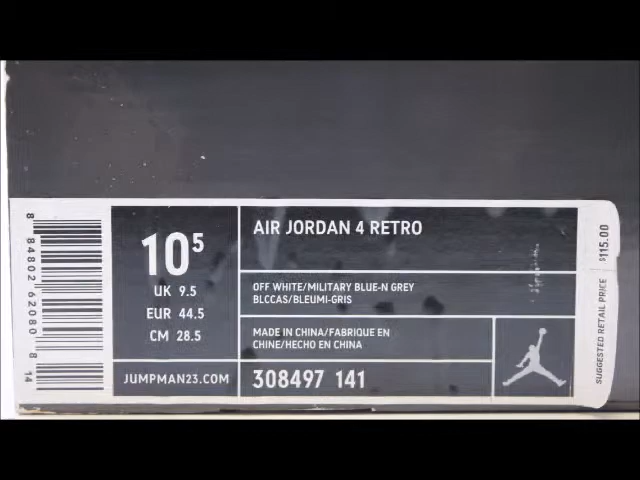 AIR JORDAN 4 RETRO
10⁵
UK 9.5
EUR 44.5
CM 28.5
OFF WHITE/MILITARY BLUE-N GREY
BLCCAS/BLEUMI-GRIS
MADE IN CHINA/FABRIQUE EN
CHINE/HECHO EN CHINA
JUMPMAN23.COM
308497 141
8 84802 62080 8
14
SUGGESTED RETAIL PRICE
$115.00